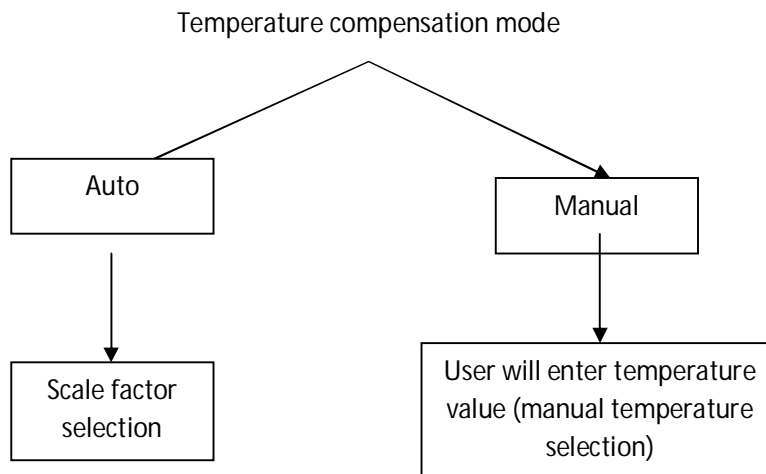 Temperature compensation mode
Auto
Manual
Scale factor
selection
User will enter temperature
value (manual temperature
selection)